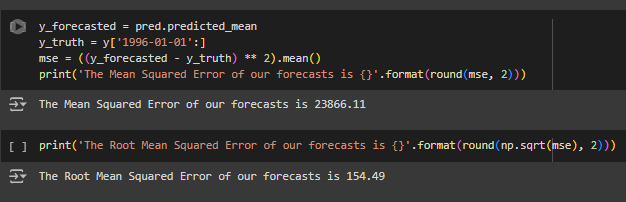 y_forecasted = pred.predicted_mean
y_truth = y['1996-01-01':]
mse = ((y_forecasted - y_truth) ** 2).mean()
print('The Mean Squared Error of our forecasts is {}'.format(round(mse, 2)))
The Mean Squared Error of our forecasts is 23866.11
[ ] print('The Root Mean Squared Error of our forecasts is {}'.format(round(np.sqrt(mse), 2)))
The Root Mean Squared Error of our forecasts is 154.49